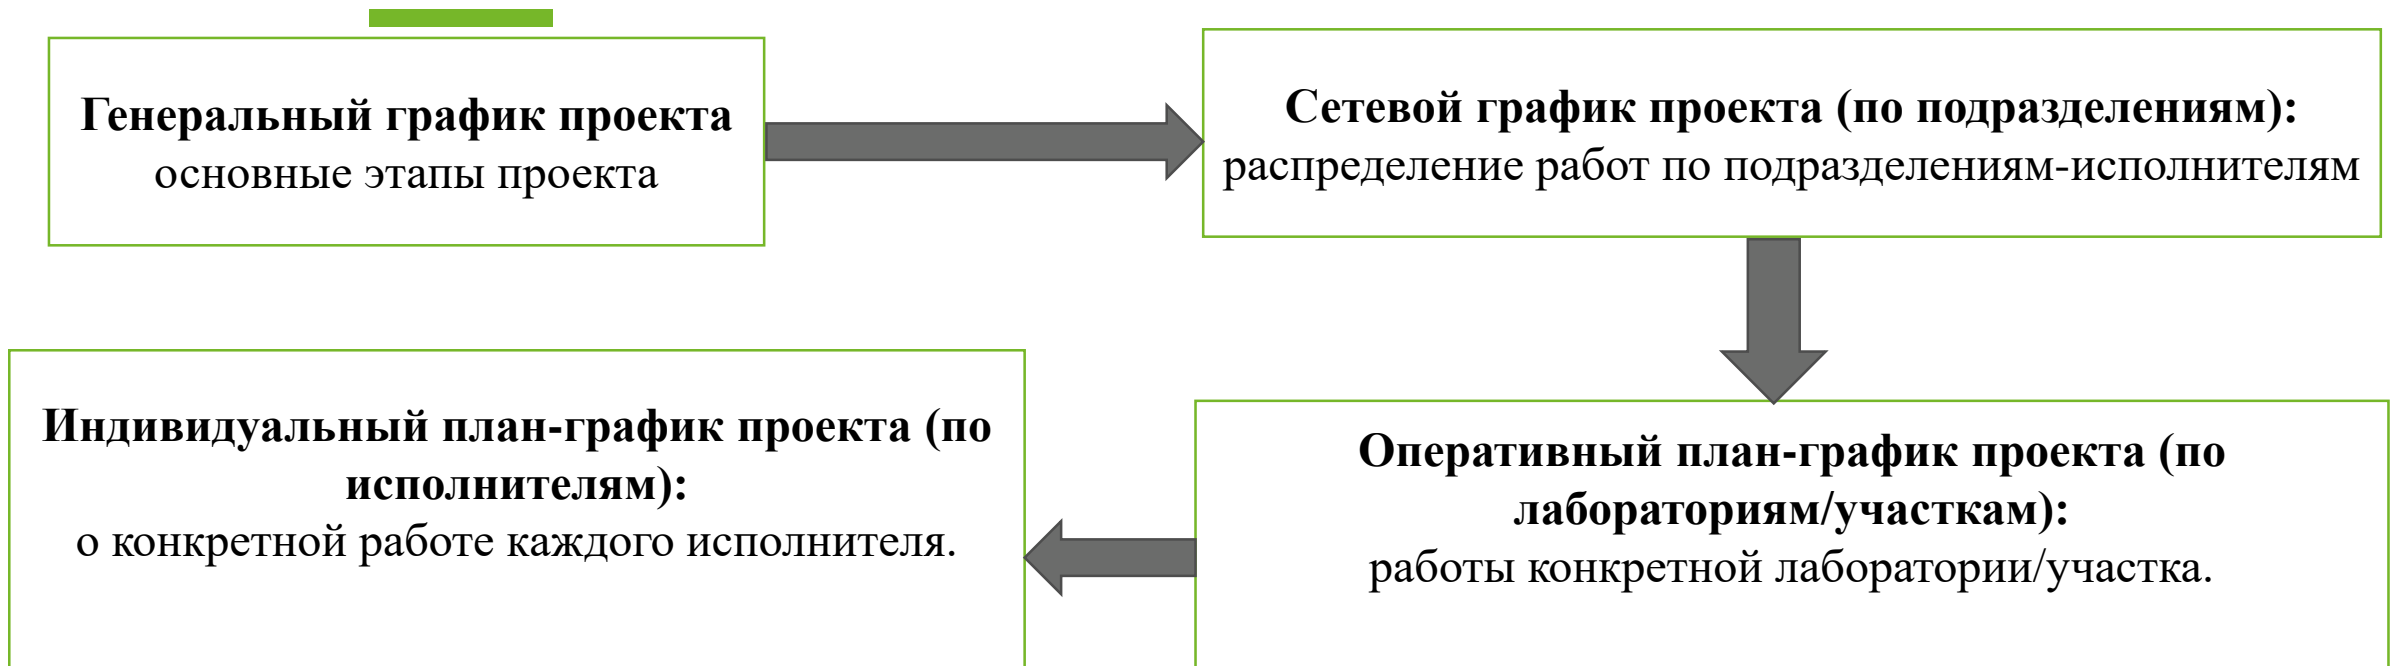 Генеральный график проекта
основные этапы проекта
Сетевой график проекта (по подразделениям):
распределение работ по подразделениям-исполнителям
Оперативный план-график проекта (по
лабораториям/участкам):
работы конкретной лаборатории/участка.
Индивидуальный план-график проекта (по
исполнителям):
о конкретной работе каждого исполнителя.